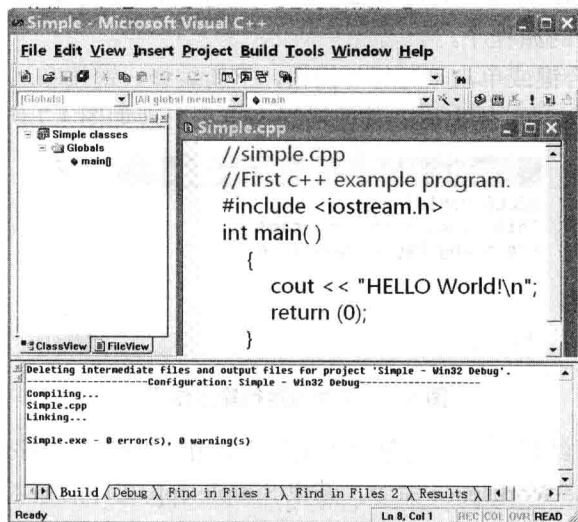 Simple - Microsoft Visual C++
File Edit View Insert Project Build Tools Window Help
[Globals] [All global member main
Simple classes
Globals
main()
ClassView FileView
Simple.cpp
//simple.cpp
//First c++ example program.
#include <iostream.h>
int main( )
{
cout << "HELLO World!\n";
return (0);
}
Deleting intermediate files and output files for project 'Simple - Win32 Debug'.
--------------------Configuration: Simple - Win32 Debug--------------------
Compiling...
Simple.cpp
Linking...
Simple.exe - 0 error(s), 0 warning(s)
Build Debug Find in Files 1 Find in Files 2 Results
Ready Ln 8, Col 1 REC COL OVR READ